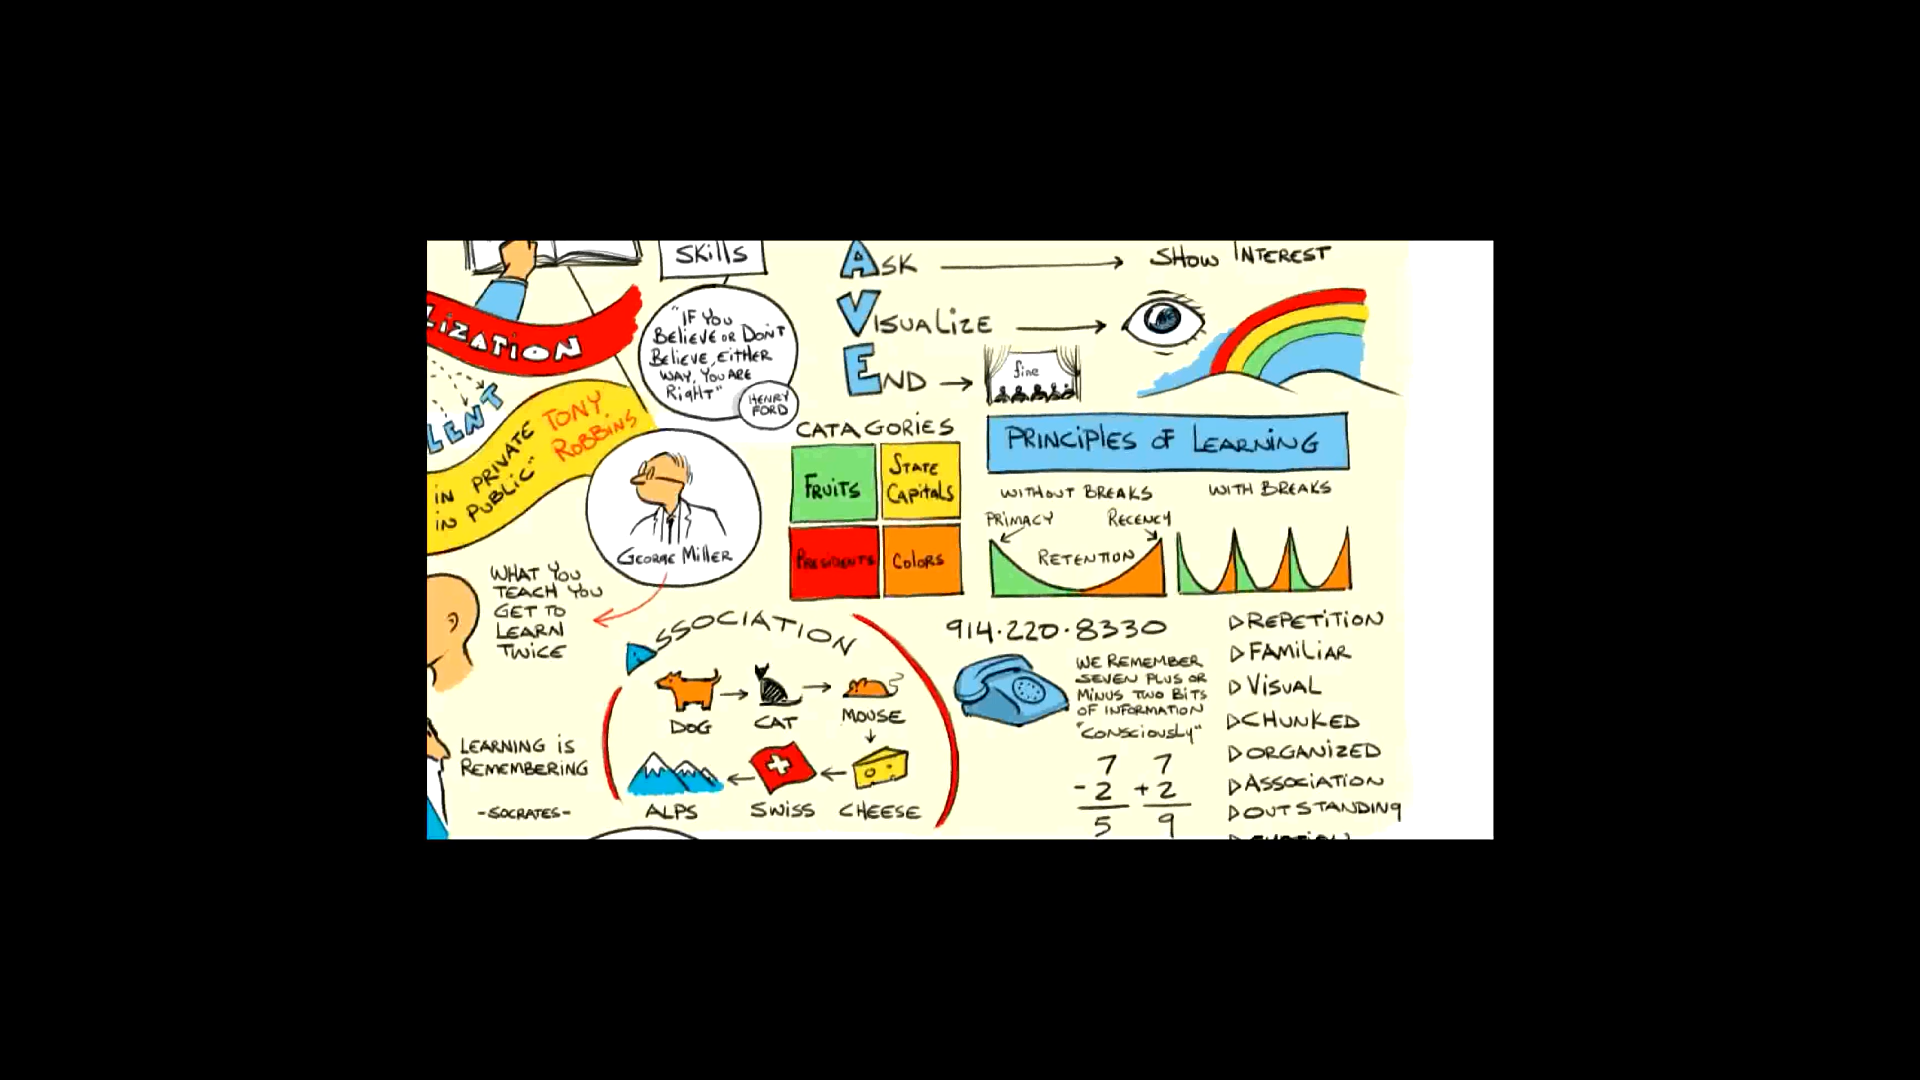 SKills
ASK
SHOW INTEREST
"IF YOU
BELiEVE OR DON'T
BELiEVE, EiTHER
WAY, YOU ARE
RigHT"
HENRY
FORD
VISUALiZE
END
fine
LiZATiON
LENT
IN PRIVATE
IN PUBLIC"
TONY
ROBBiNS
GEORGE MillER
CATAGORIES
FRUiTS
STATE
CAPiTALS
PRESIDENTS
COLORS
PRiNCiPLES OF LEARNiNG
WITHOUT BREAKS
WITH BREAKS
PRIMACY
RECENCY
RETENTION
WHAT YOU
TEACH YOU
GET TO
LEARN
TWICE
LEARNING iS
REMEMBERiNG
-SOCRATES-
ASSOCIATION
DOG
CAT
MOUSE
ALPS
SWiSS
CHEESE
914·220·8330
WE REMEMBER
SEVEN PLUS OR
MINUS TWO BiTS
OF INFORMATION
"CONSCIOUSLY"
7 7
-2 +2
5 9
▷REPETiTiON
▷FAMiLiAR
▷ViSUAL
▷CHUNKED
▷ORGANiZED
▷ASSOCiATION
▷OUTSTANDiNG